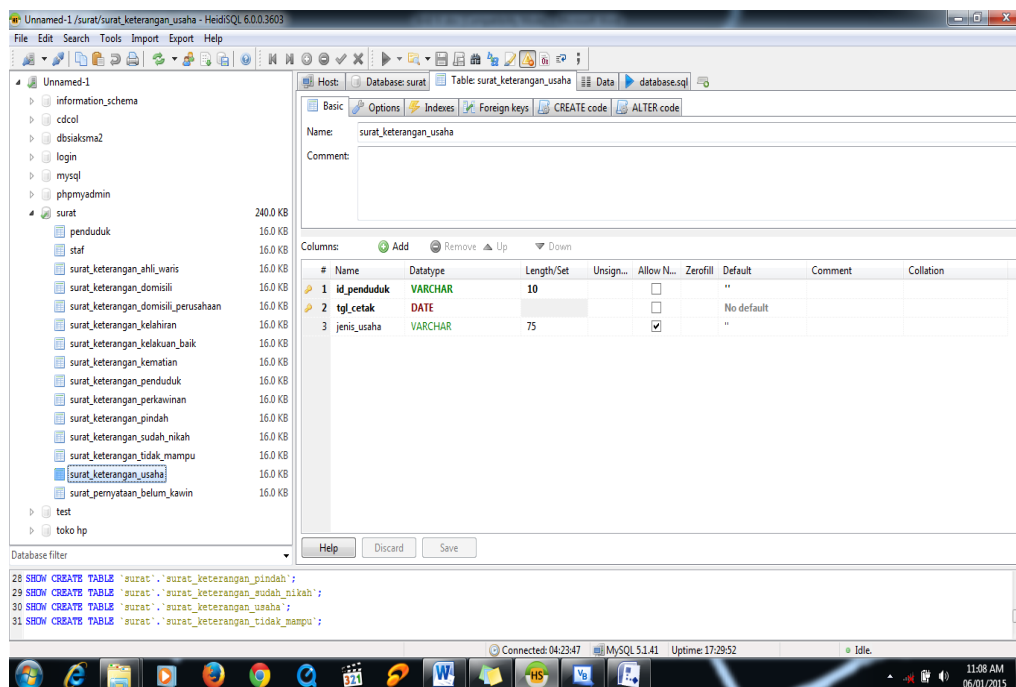 Unnamed-1 /surat/surat_keterangan_usaha - HeidiSQL 6.0.0.3603
File Edit Search Tools Import Export Help
Unnamed-1
information_schema
cdcol
dbsiaksma2
login
mysql
phpmyadmin
surat 240.0 KB
penduduk 16.0 KB
staf 16.0 KB
surat_keterangan_ahli_waris 16.0 KB
surat_keterangan_domisili 16.0 KB
surat_keterangan_domisili_perusahaan 16.0 KB
surat_keterangan_kelahiran 16.0 KB
surat_keterangan_kelakuan_baik 16.0 KB
surat_keterangan_kematian 16.0 KB
surat_keterangan_penduduk 16.0 KB
surat_keterangan_perkawinan 16.0 KB
surat_keterangan_pindah 16.0 KB
surat_keterangan_sudah_nikah 16.0 KB
surat_keterangan_tidak_mampu 16.0 KB
surat_keterangan_usaha 16.0 KB
surat_pernyataan_belum_kawin 16.0 KB
test
toko hp
Database filter
Host: Database: surat Table: surat_keterangan_usaha Data database.sql
Basic Options Indexes Foreign keys CREATE code ALTER code
Name: surat_keterangan_usaha
Comment:
Columns: Add Remove Up Down
# Name Datatype Length/Set Unsign... Allow N... Zerofill Default Comment Collation
1 id_penduduk VARCHAR 10 ''
2 tgl_cetak DATE No default
3 jenis_usaha VARCHAR 75 ''
Help Discard Save
28 SHOW CREATE TABLE `surat`.`surat_keterangan_pindah`;
29 SHOW CREATE TABLE `surat`.`surat_keterangan_sudah_nikah`;
30 SHOW CREATE TABLE `surat`.`surat_keterangan_usaha`;
31 SHOW CREATE TABLE `surat`.`surat_keterangan_tidak_mampu`;
Connected: 04:23:47 MySQL 5.1.41 Uptime: 17:29:52 Idle.
321
W
HS
VB
11:08 AM
06/01/2015